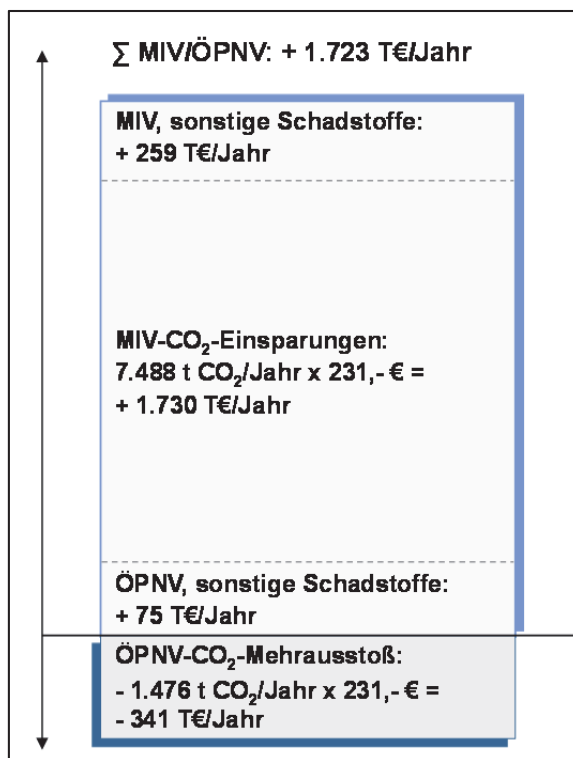 ∑ MIV/ÖPNV: + 1.723 T€/Jahr
MIV, sonstige Schadstoffe:
+ 259 T€/Jahr
MIV-CO₂-Einsparungen:
7.488 t CO₂/Jahr x 231,- € =
+ 1.730 T€/Jahr
ÖPNV, sonstige Schadstoffe:
+ 75 T€/Jahr
ÖPNV-CO₂-Mehrausstoß:
- 1.476 t CO₂/Jahr x 231,- € =
- 341 T€/Jahr